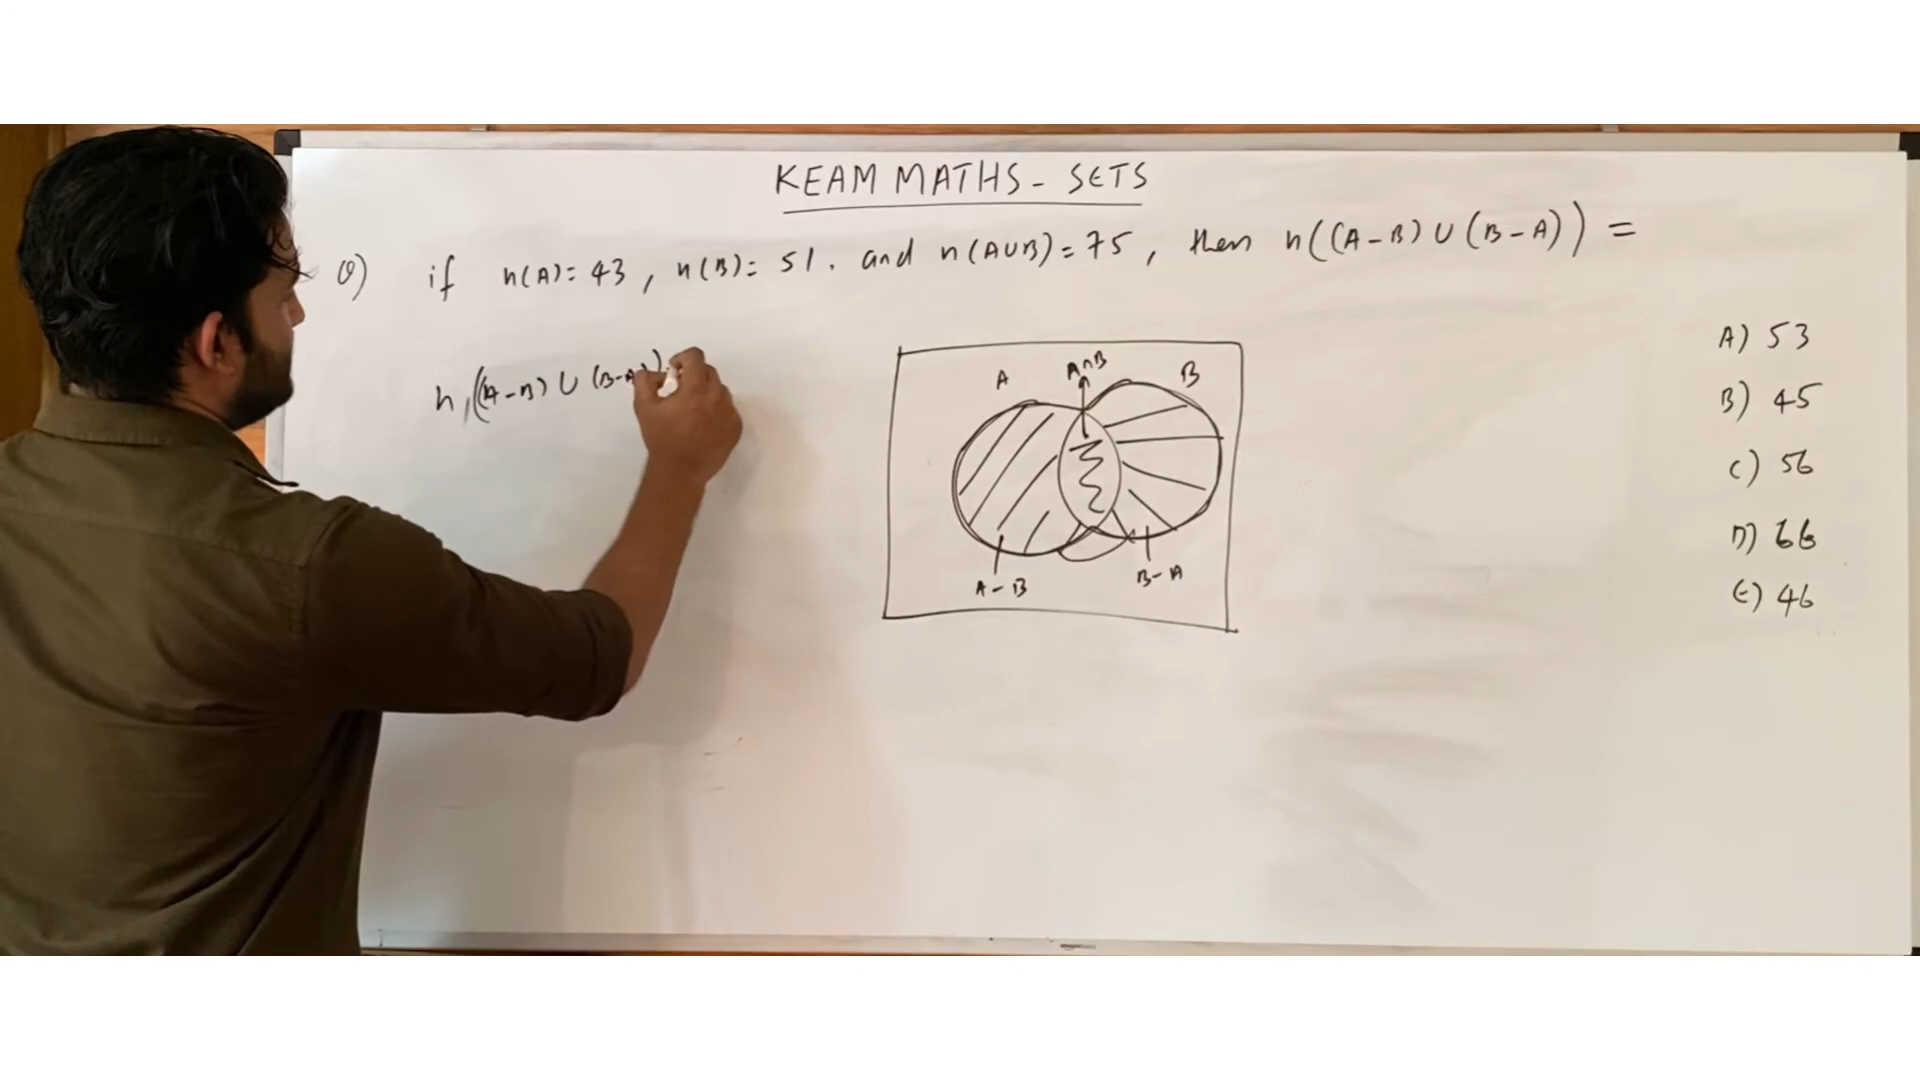 KEAM MATHS - SETS
Q) if n(A) = 43, n(B) = 51. and n(A∪B) = 75, then n((A-B) ∪ (B-A)) =
n((A-B) ∪ (B-A))
A∩B
A
B
A-B
B-A
A) 53
B) 45
C) 56
D) 66
E) 46